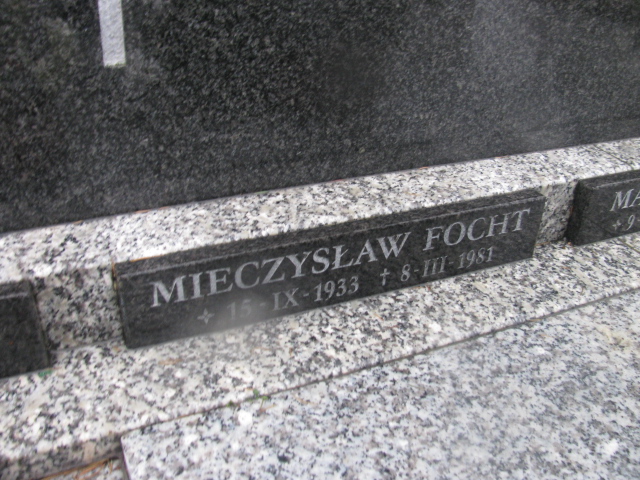 MIECZYSŁAW FOCHT
+ 15-IX-1933 + 8-III-1981